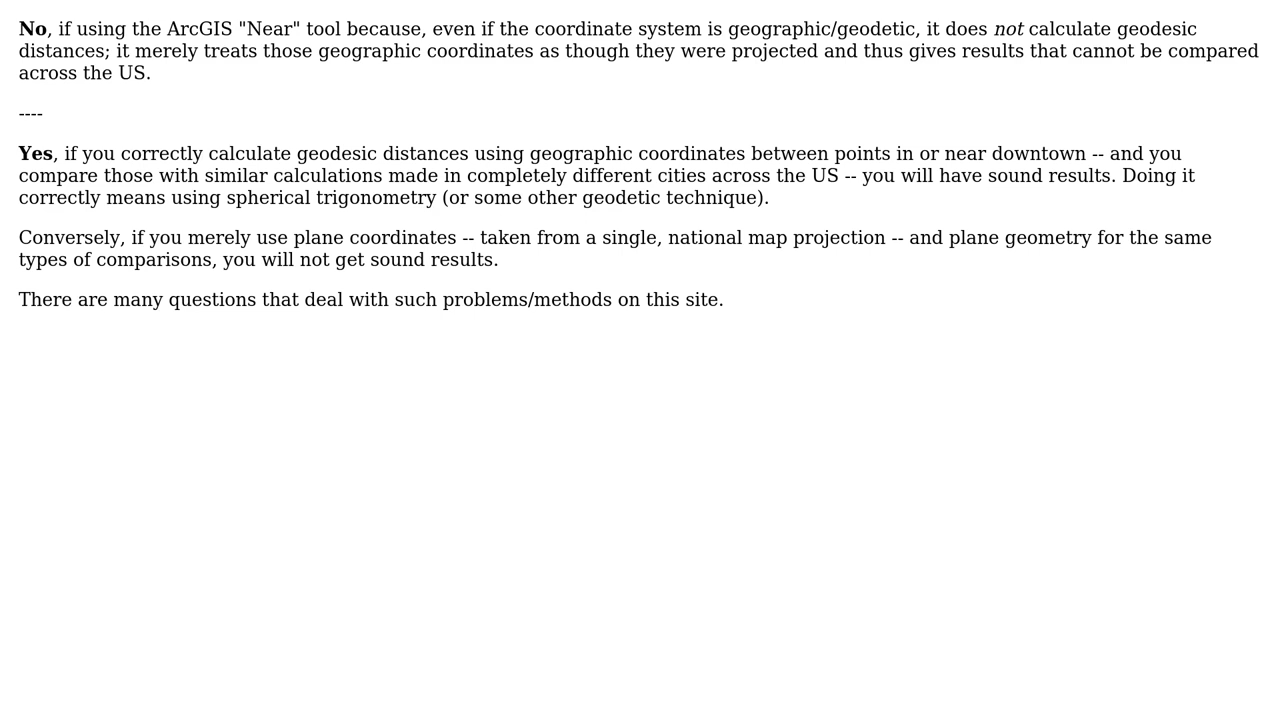 No, if using the ArcGIS "Near" tool because, even if the coordinate system is geographic/geodetic, it does not calculate geodesic
distances; it merely treats those geographic coordinates as though they were projected and thus gives results that cannot be compared
across the US.
----
Yes, if you correctly calculate geodesic distances using geographic coordinates between points in or near downtown -- and you
compare those with similar calculations made in completely different cities across the US -- you will have sound results. Doing it
correctly means using spherical trigonometry (or some other geodetic technique).
Conversely, if you merely use plane coordinates -- taken from a single, national map projection -- and plane geometry for the same
types of comparisons, you will not get sound results.
There are many questions that deal with such problems/methods on this site.